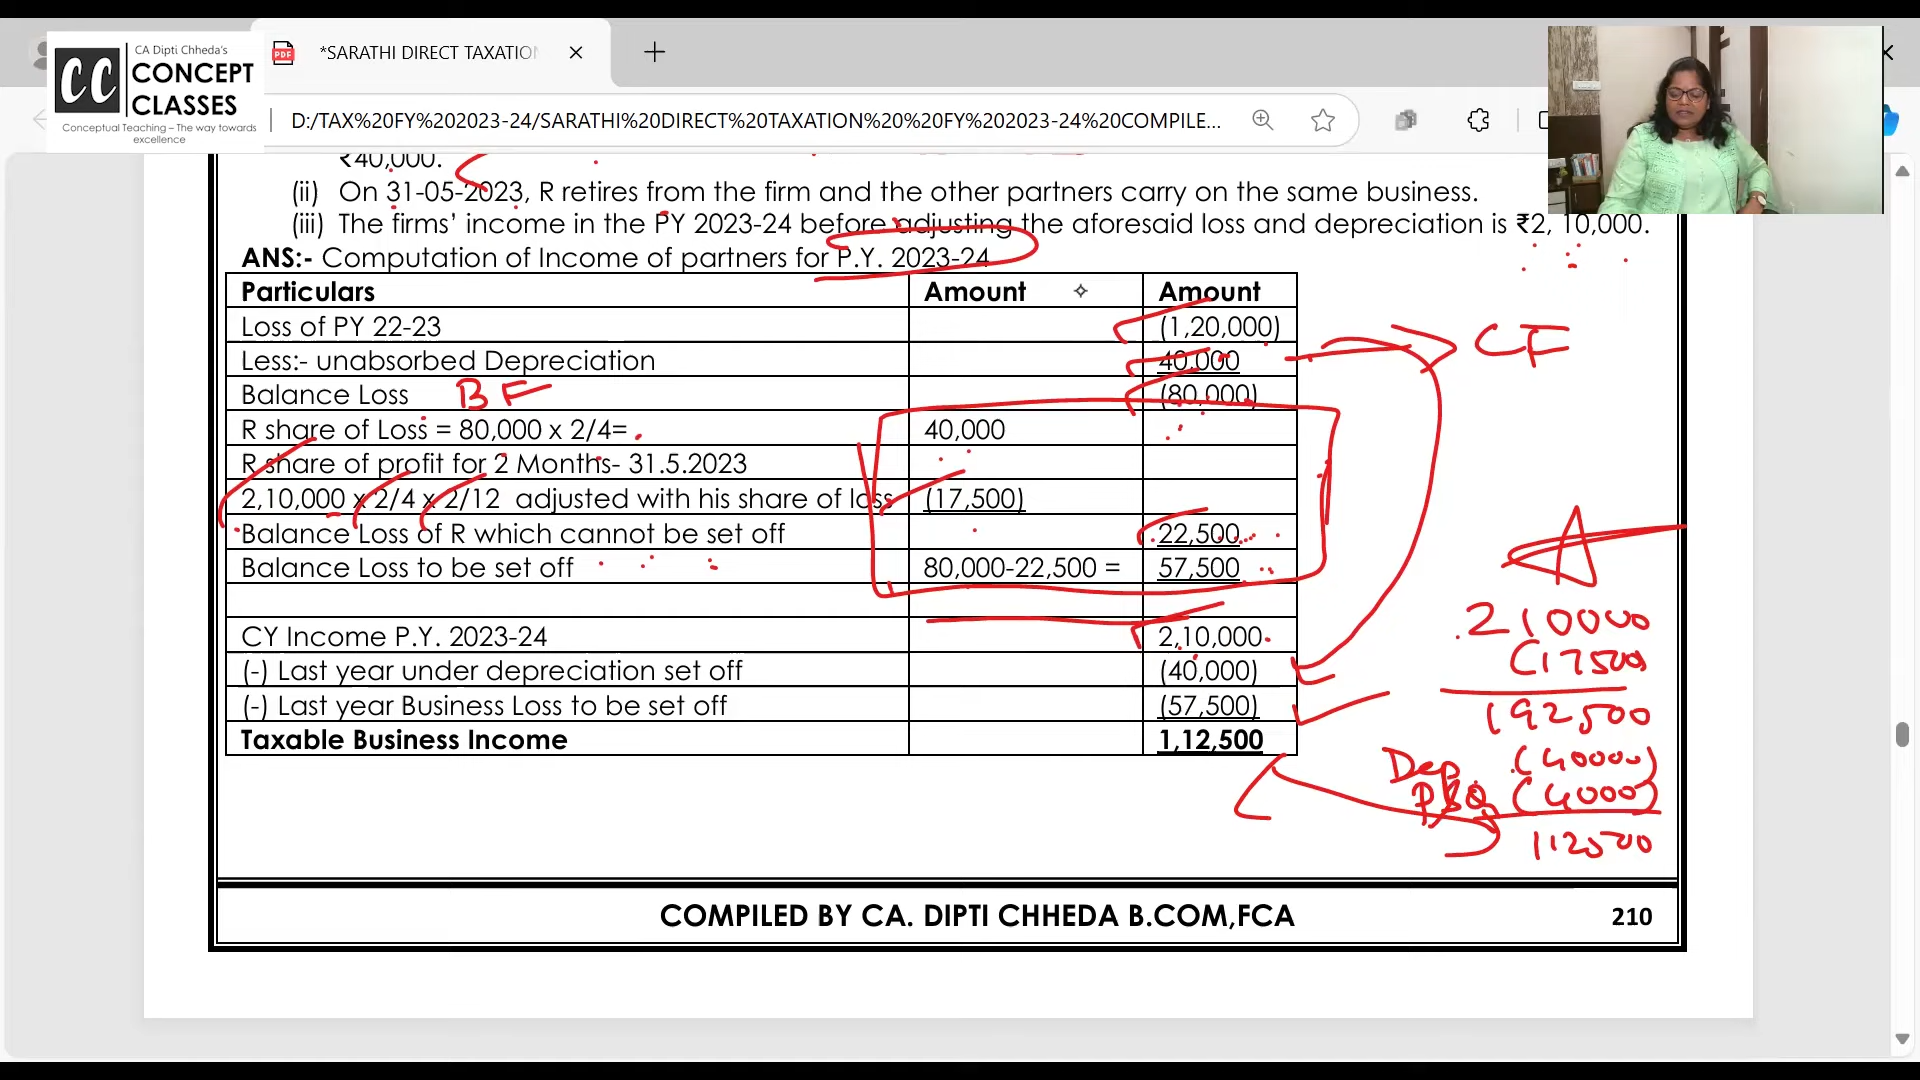 CA Dipti Chheda's
CC CONCEPT
CLASSES
Conceptual Teaching – The way towards
excellence
*SARATHI DIRECT TAXATION
D:/TAX%20FY%202023-24/SARATHI%20DIRECT%20TAXATION%20%20FY%202023-24%20COMPILE...
₹40,000.
(ii) On 31-05-2023, R retires from the firm and the other partners carry on the same business.
(iii) The firms' income in the PY 2023-24 before adjusting the aforesaid loss and depreciation is ₹2, 10,000.
ANS:- Computation of Income of partners for P.Y. 2023-24
Particulars Amount Amount
Loss of PY 22-23 (1,20,000)
Less:- unabsorbed Depreciation 40,000 CF
Balance Loss BF (80,000)
R share of Loss = 80,000 x 2/4= 40,000
R share of profit for 2 Months- 31.5.2023
2,10,000 x 2/4 x 2/12 adjusted with his share of loss (17,500)
Balance Loss of R which cannot be set off 22,500
Balance Loss to be set off 80,000-22,500 = 57,500
CY Income P.Y. 2023-24 2,10,000
(-) Last year under depreciation set off (40,000)
(-) Last year Business Loss to be set off (57,500)
Taxable Business Income 1,12,500
210000
(17500
192500
Dep (40000)
(4000)
112500
COMPILED BY CA. DIPTI CHHEDA B.COM,FCA 210